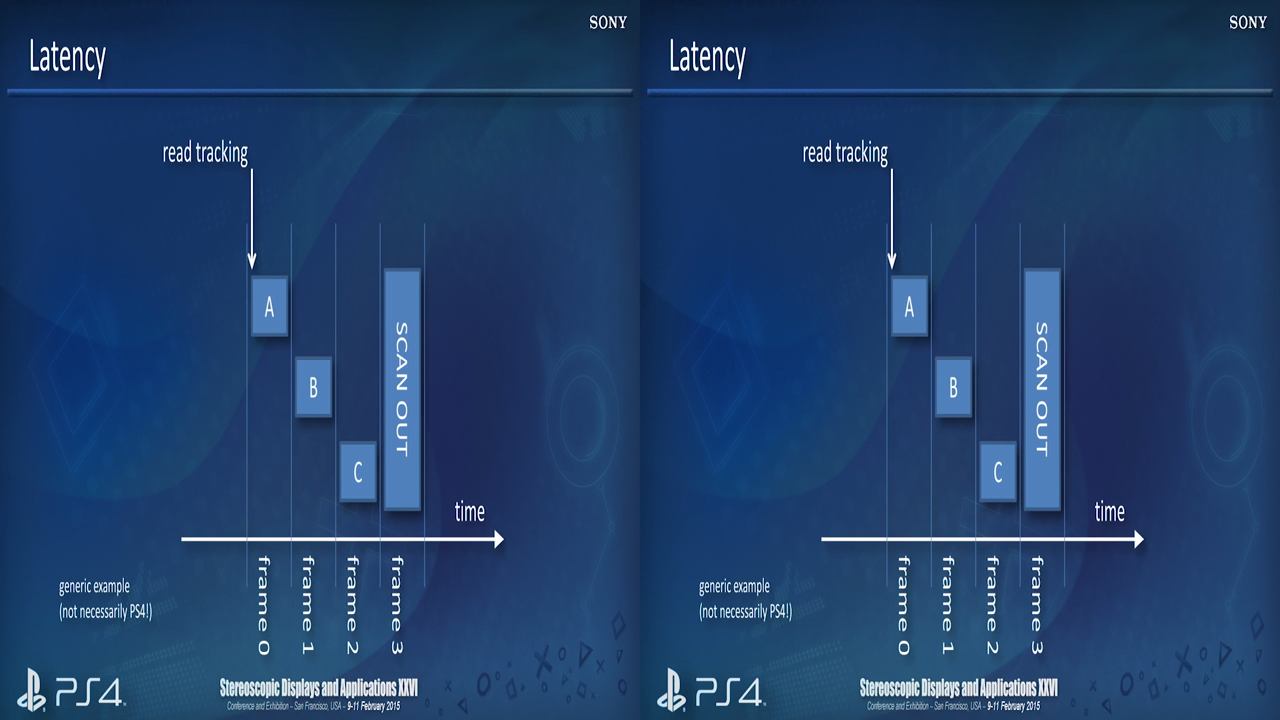 SONY
Latency
read tracking
A
B
C
SCAN OUT
time
frame 0
frame 1
frame 2
frame 3
generic example
(not necessarily PS4!)
PS4
Stereoscopic Displays and Applications XXVI
Conference and Exhibition – San Francisco, USA – 9-11 February 2015
SONY
Latency
read tracking
A
B
C
SCAN OUT
time
frame 0
frame 1
frame 2
frame 3
generic example
(not necessarily PS4!)
PS4
Stereoscopic Displays and Applications XXVI
Conference and Exhibition – San Francisco, USA – 9-11 February 2015